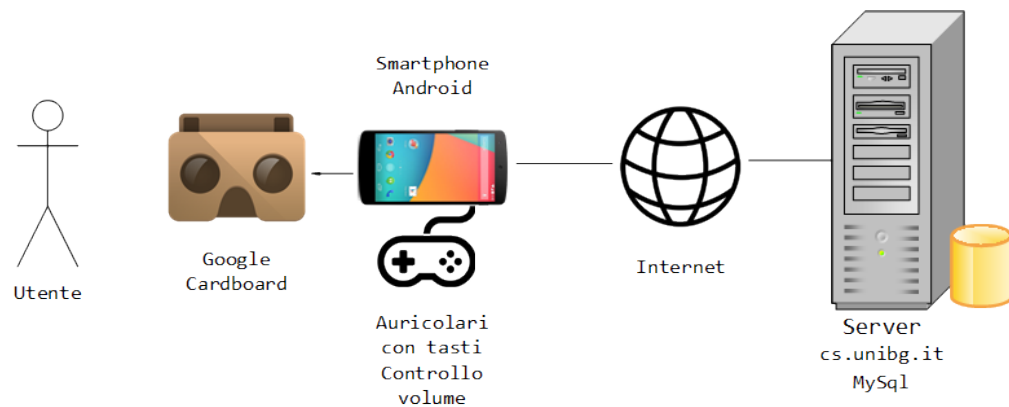 Utente
Google
Cardboard
Smartphone
Android
Auricolari
con tasti
Controllo
volume
Internet
Server
cs.unibg.it
MySql